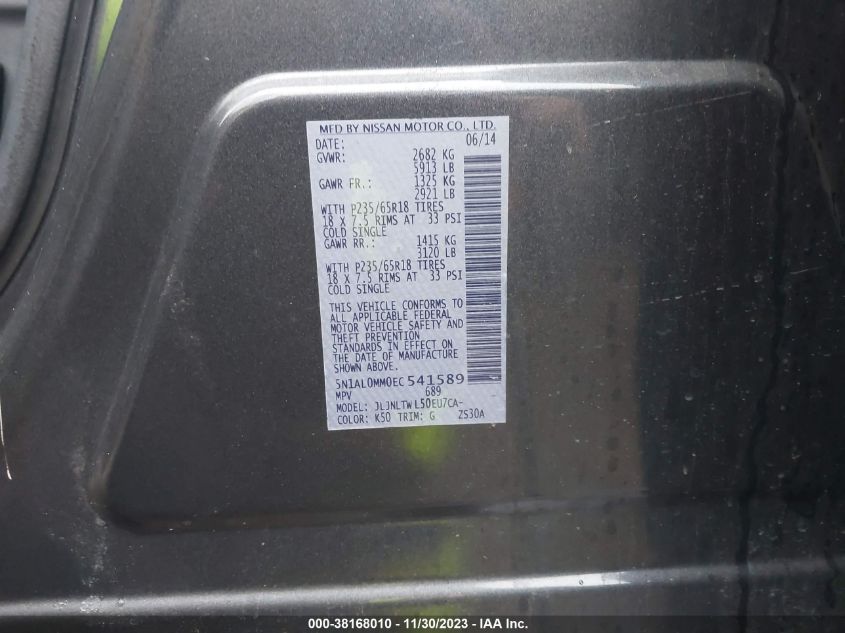 MFD BY NISSAN MOTOR CO., LTD.
DATE: 06/14
GVWR: 2682 KG
5913 LB
GAWR FR.: 1325 KG
2921 LB
WITH P235/65R18 TIRES
18 X 7.5 RIMS AT 33 PSI
COLD SINGLE
GAWR RR.: 1415 KG
3120 LB
WITH P235/65R18 TIRES
18 X 7.5 RIMS AT 33 PSI
COLD SINGLE
THIS VEHICLE CONFORMS TO
ALL APPLICABLE FEDERAL
MOTOR VEHICLE SAFETY AND
THEFT PREVENTION
STANDARDS IN EFFECT ON
THE DATE OF MANUFACTURE
SHOWN ABOVE.
5N1AL0MM0EC541589
MPV 689
MODEL: JLJNLTWL50EU7CA-
COLOR: K50 TRIM: G ZS30A
000-38168010 - 11/30/2023 - IAA Inc.